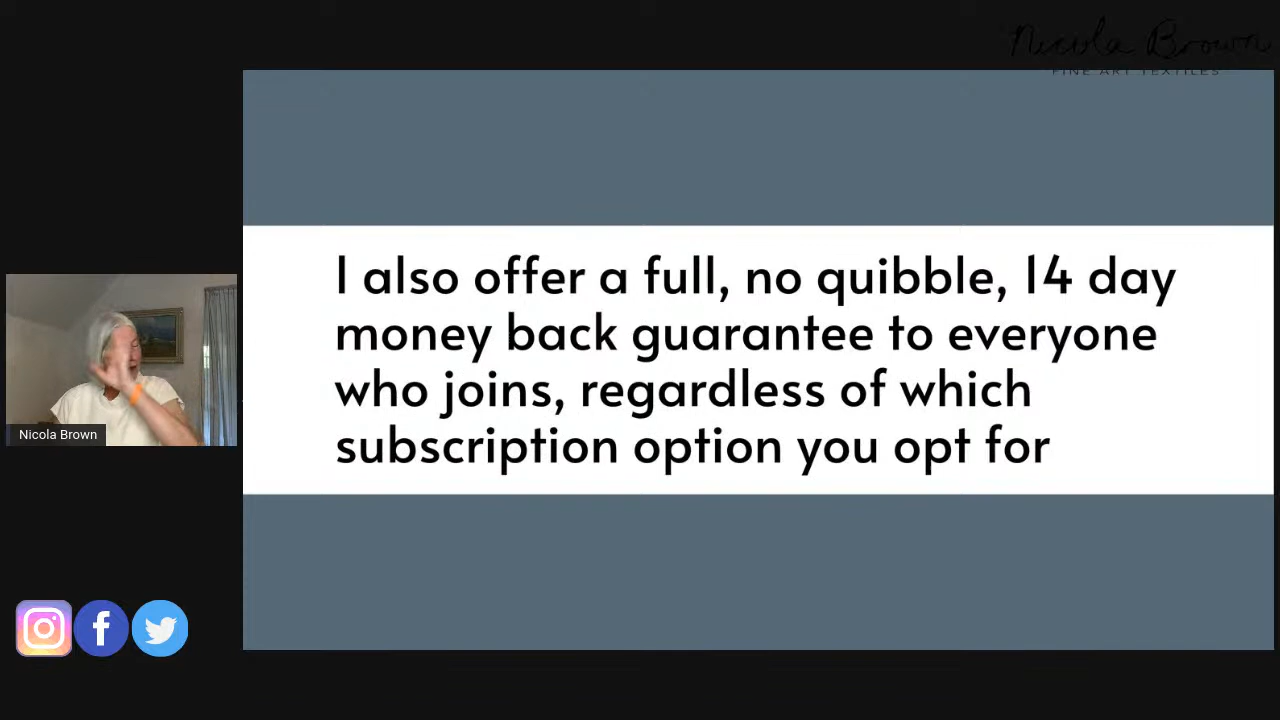 Nicola Brown
FINE ART TEXTILES
I also offer a full, no quibble, 14 day
money back guarantee to everyone
who joins, regardless of which
subscription option you opt for
Nicola Brown